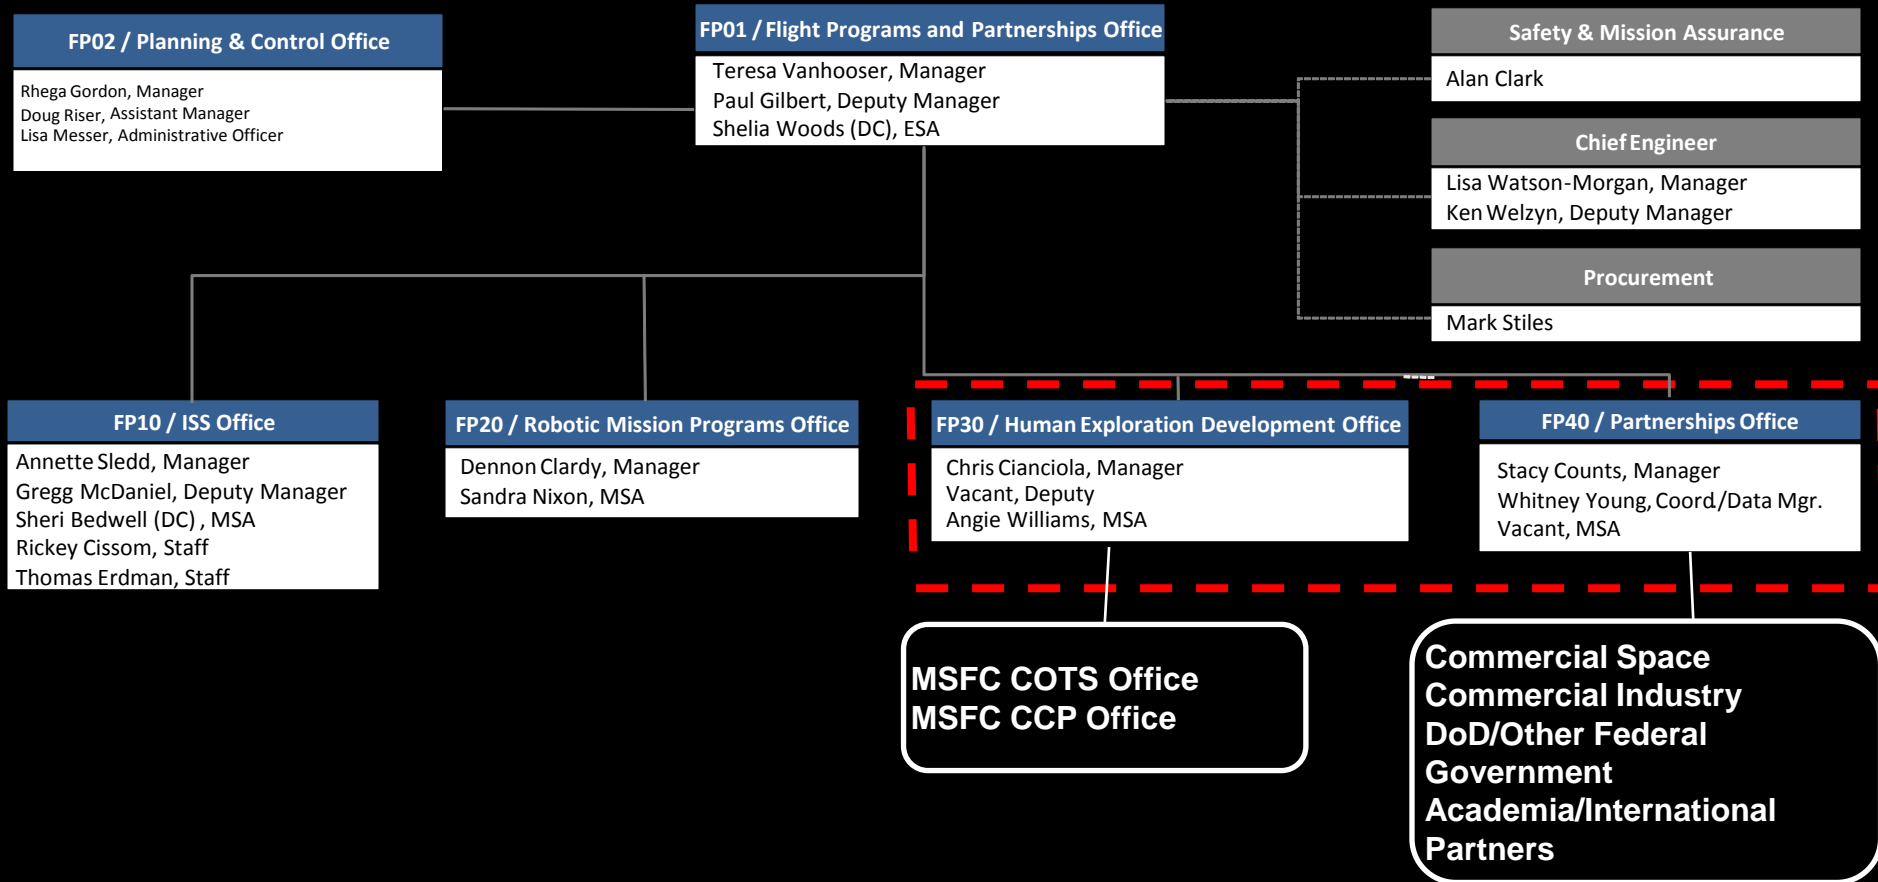 FP02 / Planning & Control Office
Rhega Gordon, Manager
Doug Riser, Assistant Manager
Lisa Messer, Administrative Officer
FP01 / Flight Programs and Partnerships Office
Teresa Vanhooser, Manager
Paul Gilbert, Deputy Manager
Shelia Woods (DC), ESA
Safety & Mission Assurance
Alan Clark
Chief Engineer
Lisa Watson-Morgan, Manager
Ken Welzyn, Deputy Manager
Procurement
Mark Stiles
FP10 / ISS Office
Annette Sledd, Manager
Gregg McDaniel, Deputy Manager
Sheri Bedwell (DC) , MSA
Rickey Cissom, Staff
Thomas Erdman, Staff
FP20 / Robotic Mission Programs Office
Dennon Clardy, Manager
Sandra Nixon, MSA
FP30 / Human Exploration Development Office
Chris Cianciola, Manager
Vacant, Deputy
Angie Williams, MSA
FP40 / Partnerships Office
Stacy Counts, Manager
Whitney Young, Coord./Data Mgr.
Vacant, MSA
MSFC COTS Office
MSFC CCP Office
Commercial Space
Commercial Industry
DoD/Other Federal
Government
Academia/International
Partners